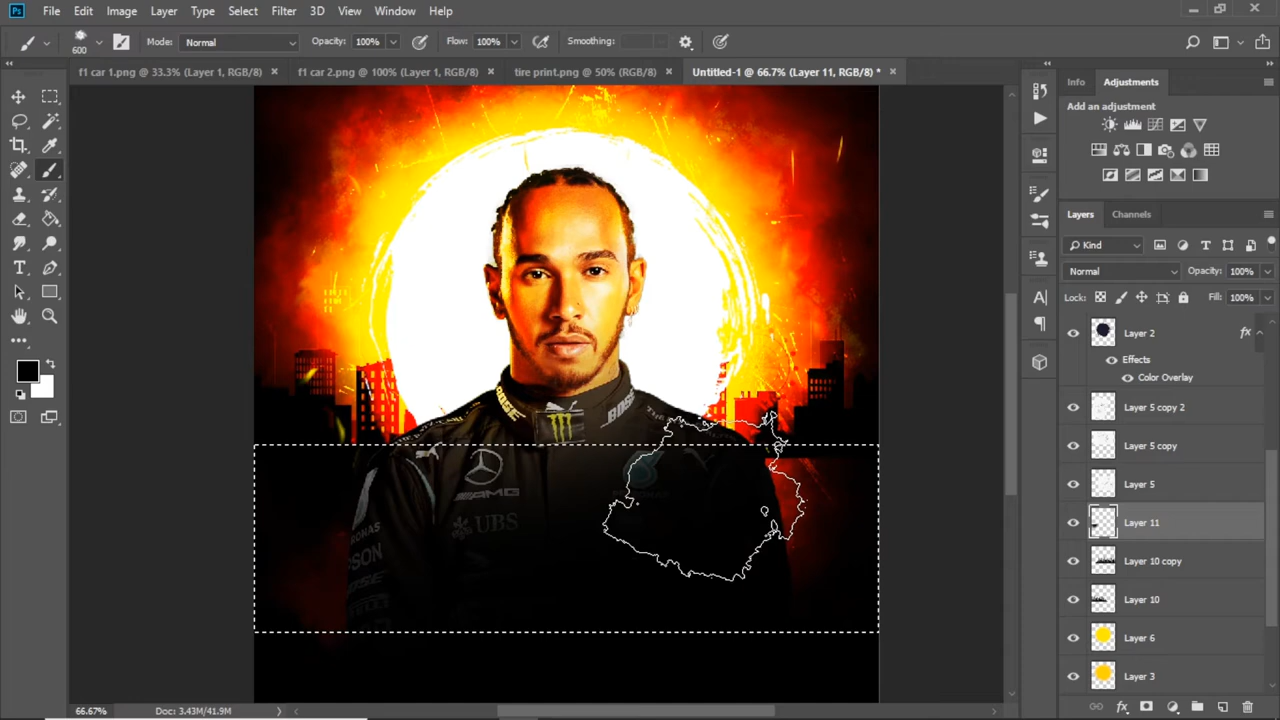 Ps File Edit Image Layer Type Select Filter 3D View Window Help
600 Mode: Normal Opacity: 100% Flow: 100% Smoothing:
f1 car 1.png @ 33.3% (Layer 1, RGB/8) × f1 car 2.png @ 100% (Layer 1, RGB/8) × tire print.png @ 50% (RGB/8) × Untitled-1 @ 66.7% (Layer 11, RGB/8) * ×
Info Adjustments
Add an adjustment
Layers Channels
Kind
Normal Opacity: 100%
Lock: Fill: 100%
Layer 2 fx
Effects
Color Overlay
Layer 5 copy 2
Layer 5 copy
Layer 5
Layer 11
Layer 10 copy
Layer 10
Layer 6
Layer 3
BOSE BOSE
AMG
UBS
PETRONAS
EPSON
BOSE
66.67% Doc: 3.43M/41.9M